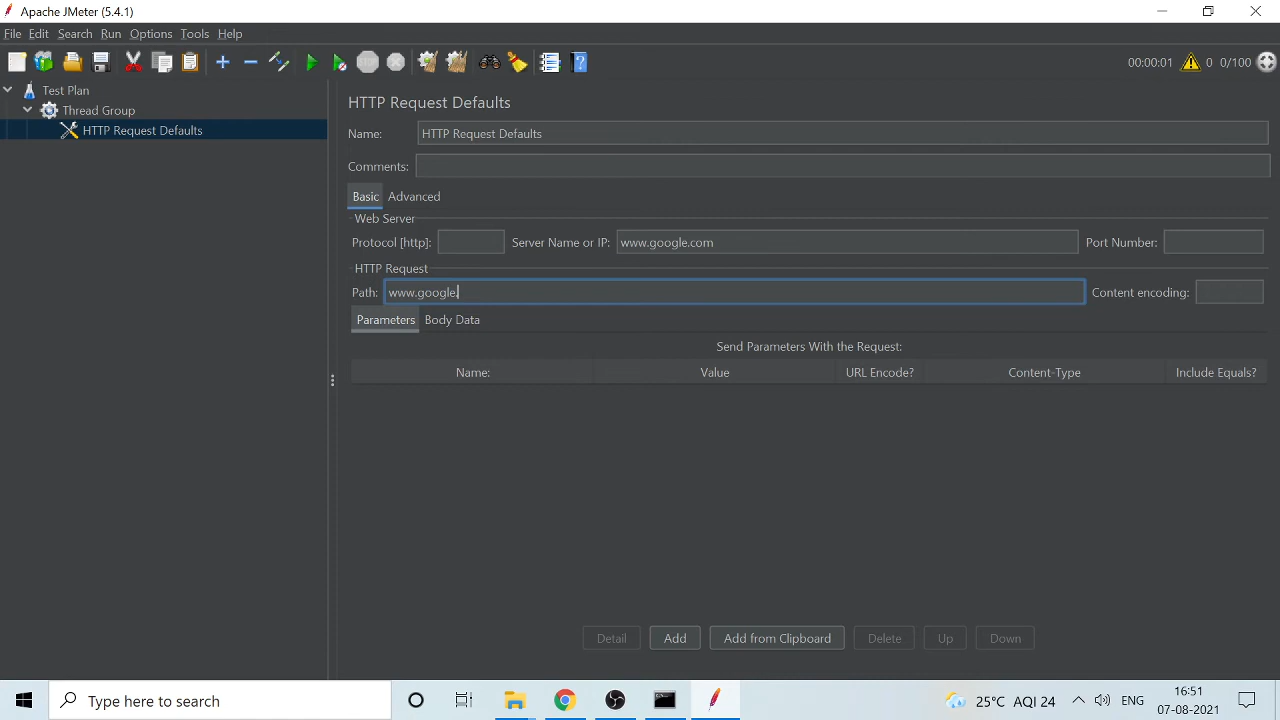 Apache JMeter (5.4.1)
File Edit Search Run Options Tools Help
00:00:01 0 0/100
Test Plan
Thread Group
HTTP Request Defaults
HTTP Request Defaults
Name: HTTP Request Defaults
Comments:
Basic Advanced
Web Server
Protocol [http]: Server Name or IP: www.google.com Port Number:
HTTP Request
Path: www.google. Content encoding:
Parameters Body Data
Send Parameters With the Request:
Name: Value URL Encode? Content-Type Include Equals?
Detail Add Add from Clipboard Delete Up Down
Type here to search
25°C AQI 24 ENG
16:51
07-08-2021